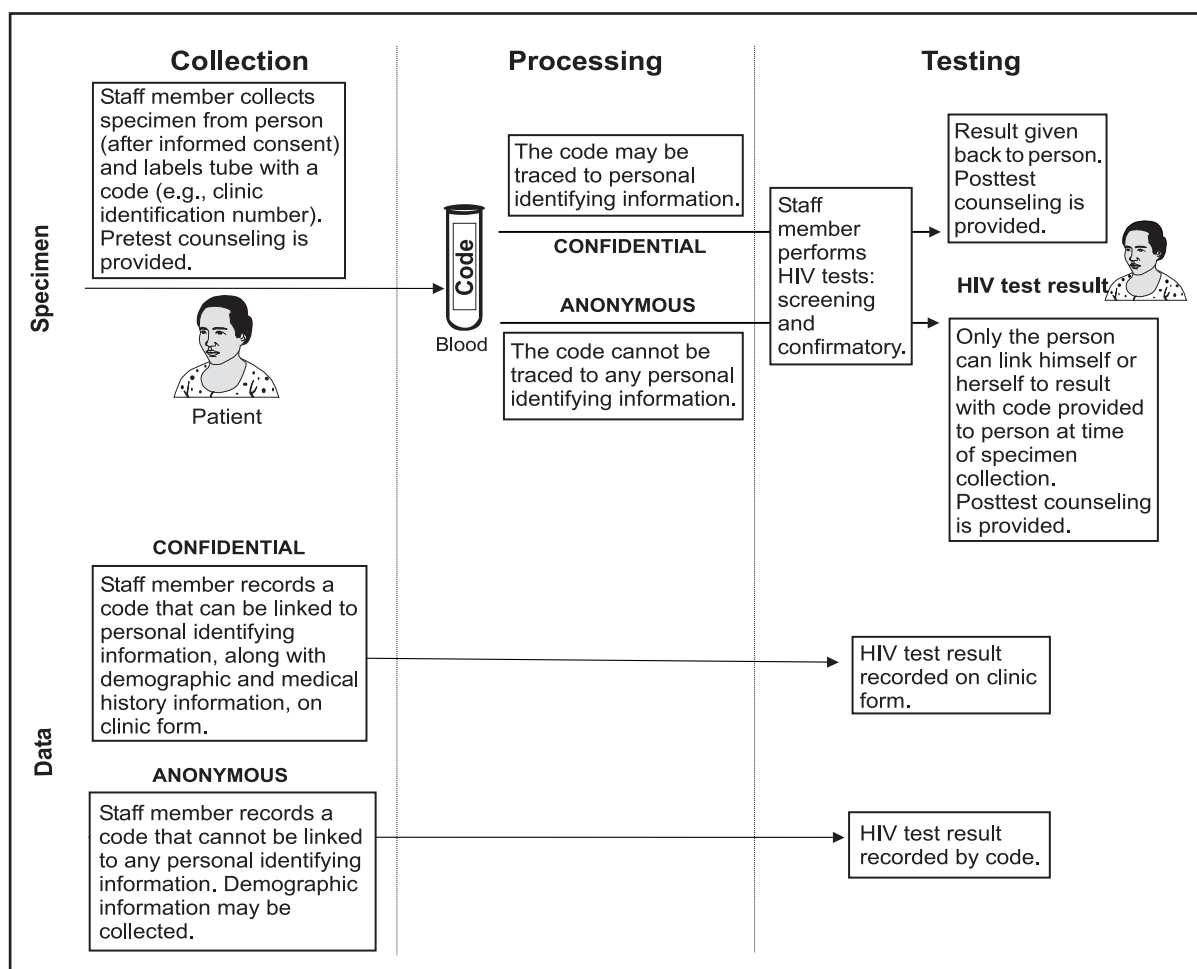 Collection
Processing
Testing
Specimen
Staff member collects
specimen from person
(after informed consent)
and labels tube with a
code (e.g., clinic
identification number).
Pretest counseling is
provided.
Patient
Code
Blood
The code may be
traced to personal
identifying information.
CONFIDENTIAL
ANONYMOUS
The code cannot be
traced to any personal
identifying information.
Staff
member
performs
HIV tests:
screening
and
confirmatory.
Result given
back to person.
Posttest
counseling is
provided.
HIV test result
Only the person
can link himself or
herself to result
with code provided
to person at time
of specimen
collection.
Posttest counseling
is provided.
Data
CONFIDENTIAL
Staff member records a
code that can be linked to
personal identifying
information, along with
demographic and medical
history information, on
clinic form.
HIV test result
recorded on clinic
form.
ANONYMOUS
Staff member records a
code that cannot be linked
to any personal identifying
information. Demographic
information may be
collected.
HIV test result
recorded by code.